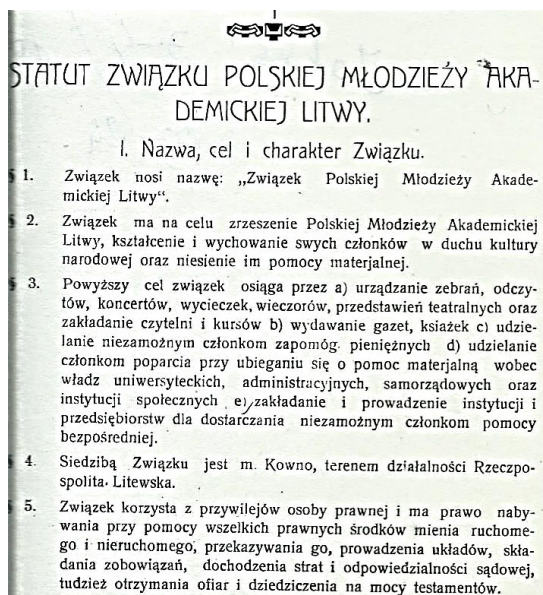 STATUT ZWIĄZKU POLSKIEJ MŁODZIEŻY AKA-
DEMICKIEJ LITWY.
I. Nazwa, cel i charakter Związku.
§ 1. Związek nosi nazwę: „Związek Polskiej Młodzieży Akade-
mickiej Litwy“.
§ 2. Związek ma na celu zrzeszenie Polskiej Młodzieży Akademickiej
Litwy, kształcenie i wychowanie swych członków w duchu kultury
narodowej oraz niesienie im pomocy materjalnej.
§ 3. Powyższy cel związek osiąga przez a) urządzanie zebrań, odczy-
tów, koncertów, wycieczek, wieczorów, przedstawień teatralnych oraz
zakładanie czytelni i kursów b) wydawanie gazet, ksiażek c) udzie-
lanie niezamożnym członkom zapomóg pieniężnych d) udzielanie
członkom poparcia przy ubieganiu się o pomoc materjalną wobec
władz uniwersyteckich, administracyjnych, samorządowych oraz
instytucji społecznych e) zakładanie i prowadzenie instytucji i
przedsiębiorstw dla dostarczania niezamożnym członkom pomocy
bezpośredniej.
§ 4. Siedzibą Związku jest m. Kowno, terenem działalności Rzeczpo-
spolita Litewska.
§ 5. Związek korzysta z przywilejów osoby prawnej i ma prawo naby-
wania przy pomocy wszelkich prawnych środków mienia ruchome-
go i nieruchomego, przekazywania go, prowadzenia układów, skła-
dania zobowiązań, dochodzenia strat i odpowiedzialności sądowej,
tudzież otrzymania ofiar i dziedziczenia na mocy testamentów.